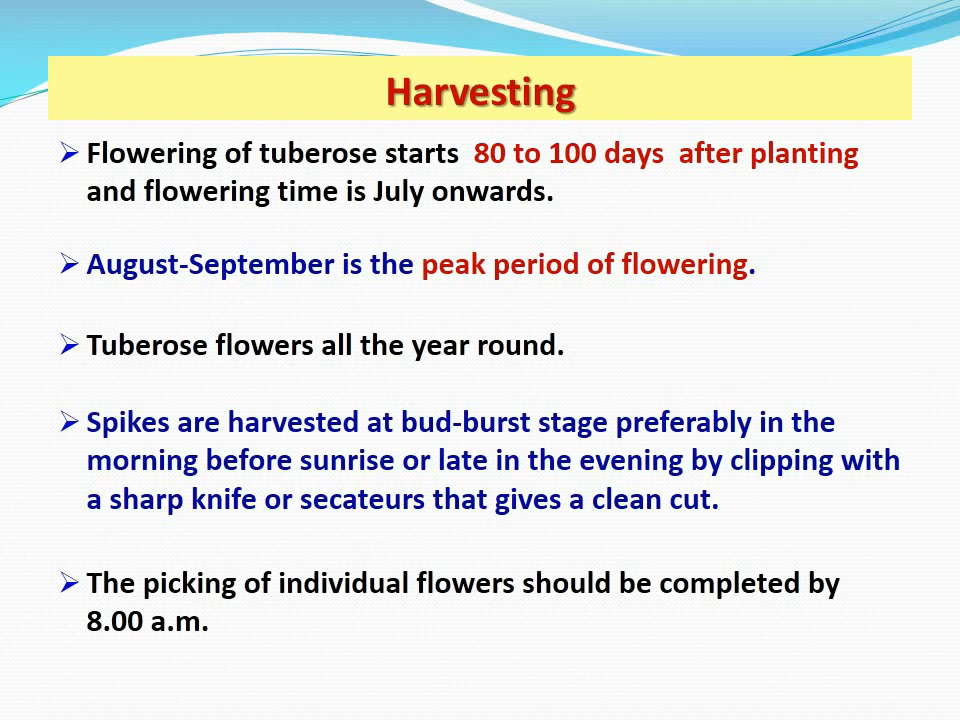 Harvesting
Flowering of tuberose starts 80 to 100 days after planting
and flowering time is July onwards.
August-September is the peak period of flowering.
Tuberose flowers all the year round.
Spikes are harvested at bud-burst stage preferably in the
morning before sunrise or late in the evening by clipping with
a sharp knife or secateurs that gives a clean cut.
The picking of individual flowers should be completed by
8.00 a.m.